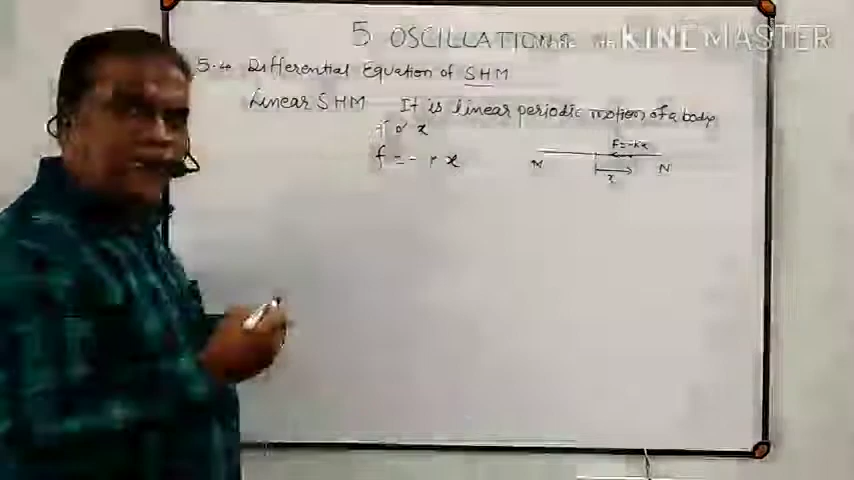 5 OSCILLATIONS
KINEMASTER
5.4 Differential Equation of SHM
Linear SHM It is linear periodic motion of a body
f α x
F=-kx
f = - k x
M N
x